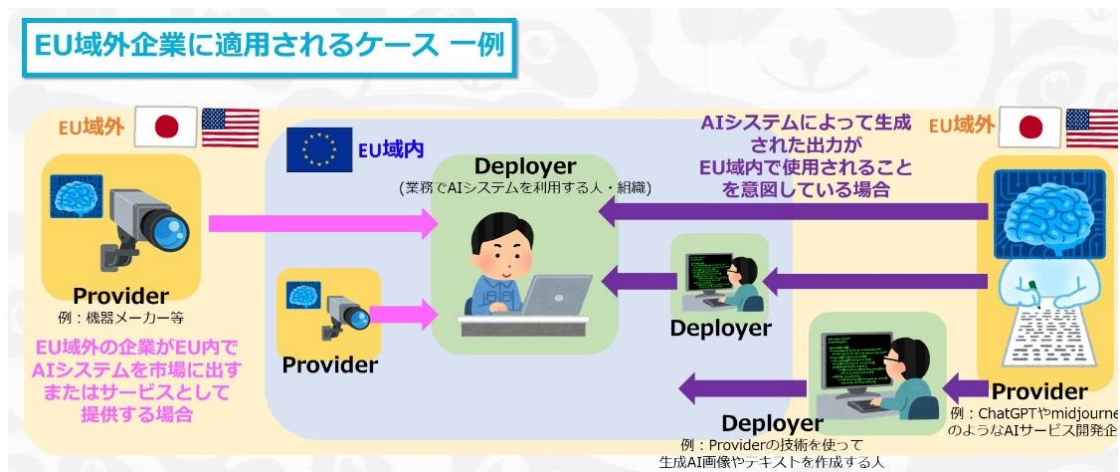 EU域外企業に適用されるケース 一例
EU域外
EU域内
Deployer
(業務でAIシステムを利用する人・組織)
AIシステムによって生成
された出力が
EU域内で使用されること
を意図している場合
EU域外
Provider
例：機器メーカー等
EU域外の企業がEU内で
AIシステムを市場に出す
またはサービスとして
提供する場合
Provider
Deployer
Deployer
例：Providerの技術を使って
生成AI画像やテキストを作成する人
Provider
例：ChatGPTやmidjourne
のようなAIサービス開発企